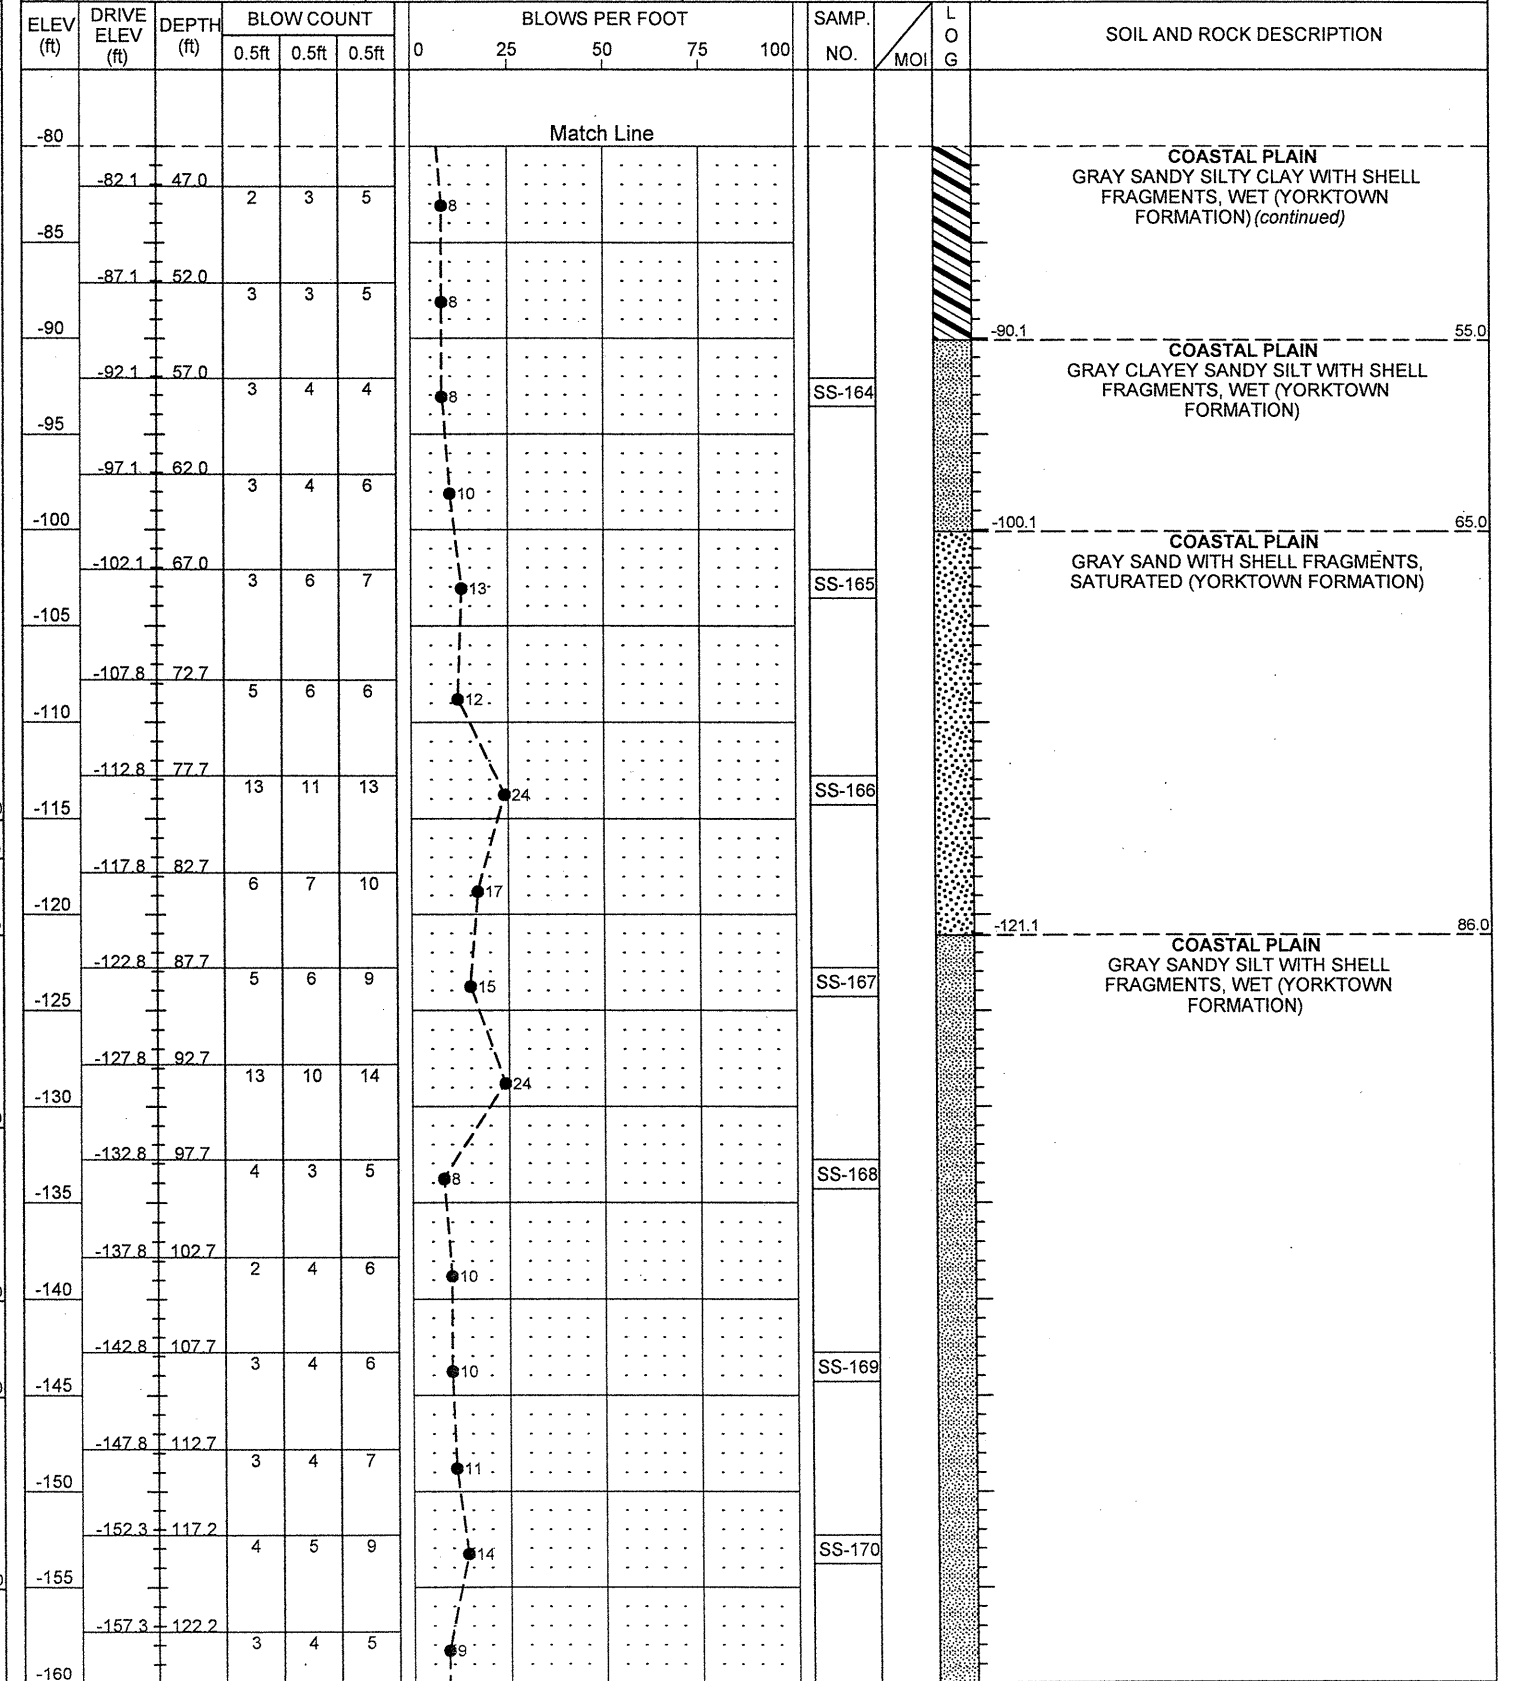 ELEV (ft) DRIVE ELEV (ft) DEPTH (ft) BLOW COUNT BLOWS PER FOOT SAMP. NO. MOI LOG SOIL AND ROCK DESCRIPTION
0.5ft 0.5ft 0.5ft 0 25 50 75 100
Match Line
-80
COASTAL PLAIN
GRAY SANDY SILTY CLAY WITH SHELL
FRAGMENTS, WET (YORKTOWN
FORMATION) (continued)
-82.1 47.0
2 3 5 8
-85
-87.1 52.0
3 3 5 8
-90
-90.1 55.0
COASTAL PLAIN
GRAY CLAYEY SANDY SILT WITH SHELL
FRAGMENTS, WET (YORKTOWN
FORMATION)
-92.1 57.0
3 4 4 8 SS-164
-95
-97.1 62.0
3 4 6 10
-100
-100.1 65.0
COASTAL PLAIN
GRAY SAND WITH SHELL FRAGMENTS,
SATURATED (YORKTOWN FORMATION)
-102.1 67.0
3 6 7 13 SS-165
-105
-107.8 72.7
5 6 6 12
-110
-112.8 77.7
13 11 13 24 SS-166
-115
-117.8 82.7
6 7 10 17
-120
-121.1 86.0
COASTAL PLAIN
GRAY SANDY SILT WITH SHELL
FRAGMENTS, WET (YORKTOWN
FORMATION)
-122.8 87.7
5 6 9 15 SS-167
-125
-127.8 92.7
13 10 14 24
-130
-132.8 97.7
4 3 5 8 SS-168
-135
-137.8 102.7
2 4 6 10
-140
-142.8 107.7
3 4 6 10 SS-169
-145
-147.8 112.7
3 4 7 11
-150
-152.3 117.2
4 5 9 14 SS-170
-155
-157.3 122.2
3 4 5 9
-160